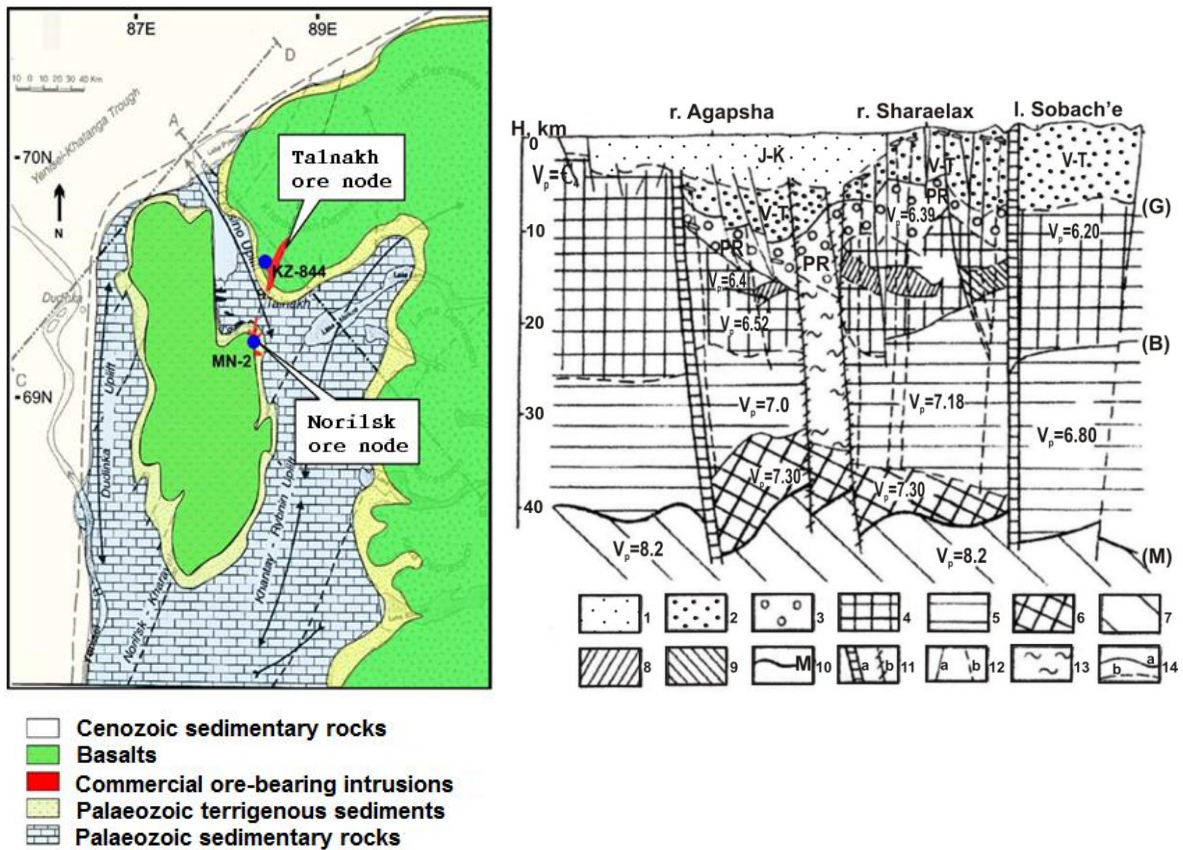 87E
89E
10 0 10 20 30 40 Km
D
A
Yenisei-Khatanga Trough
70N
N
Talnakh
ore node
KZ-844
Talnakh
MN-2
Norilsk
ore node
Dudinka
C
69N
Dudinka Uplift
Khantay - Rybnin Uplift
Cenozoic sedimentary rocks
Basalts
Commercial ore-bearing intrusions
Palaeozoic terrigenous sediments
Palaeozoic sedimentary rocks
r. Agapsha
r. Sharaelax
l. Sobach'e
H, km
0
J-K
V-T
V-T.
PR
Vp=6.39
V-T.
(G)
-10
Vp=6.20
PR
PR
Vp=6.4
Vp=6.52
-20
(B)
-30
Vp=7.0
Vp=7.18
Vp=6.80
Vp=7.30
Vp=7.30
-40
Vp=8.2
Vp=8.2
(M)
1
2
3
4
5
6
7
8
9
M 10
a b 11
a b 12
13
a b 14